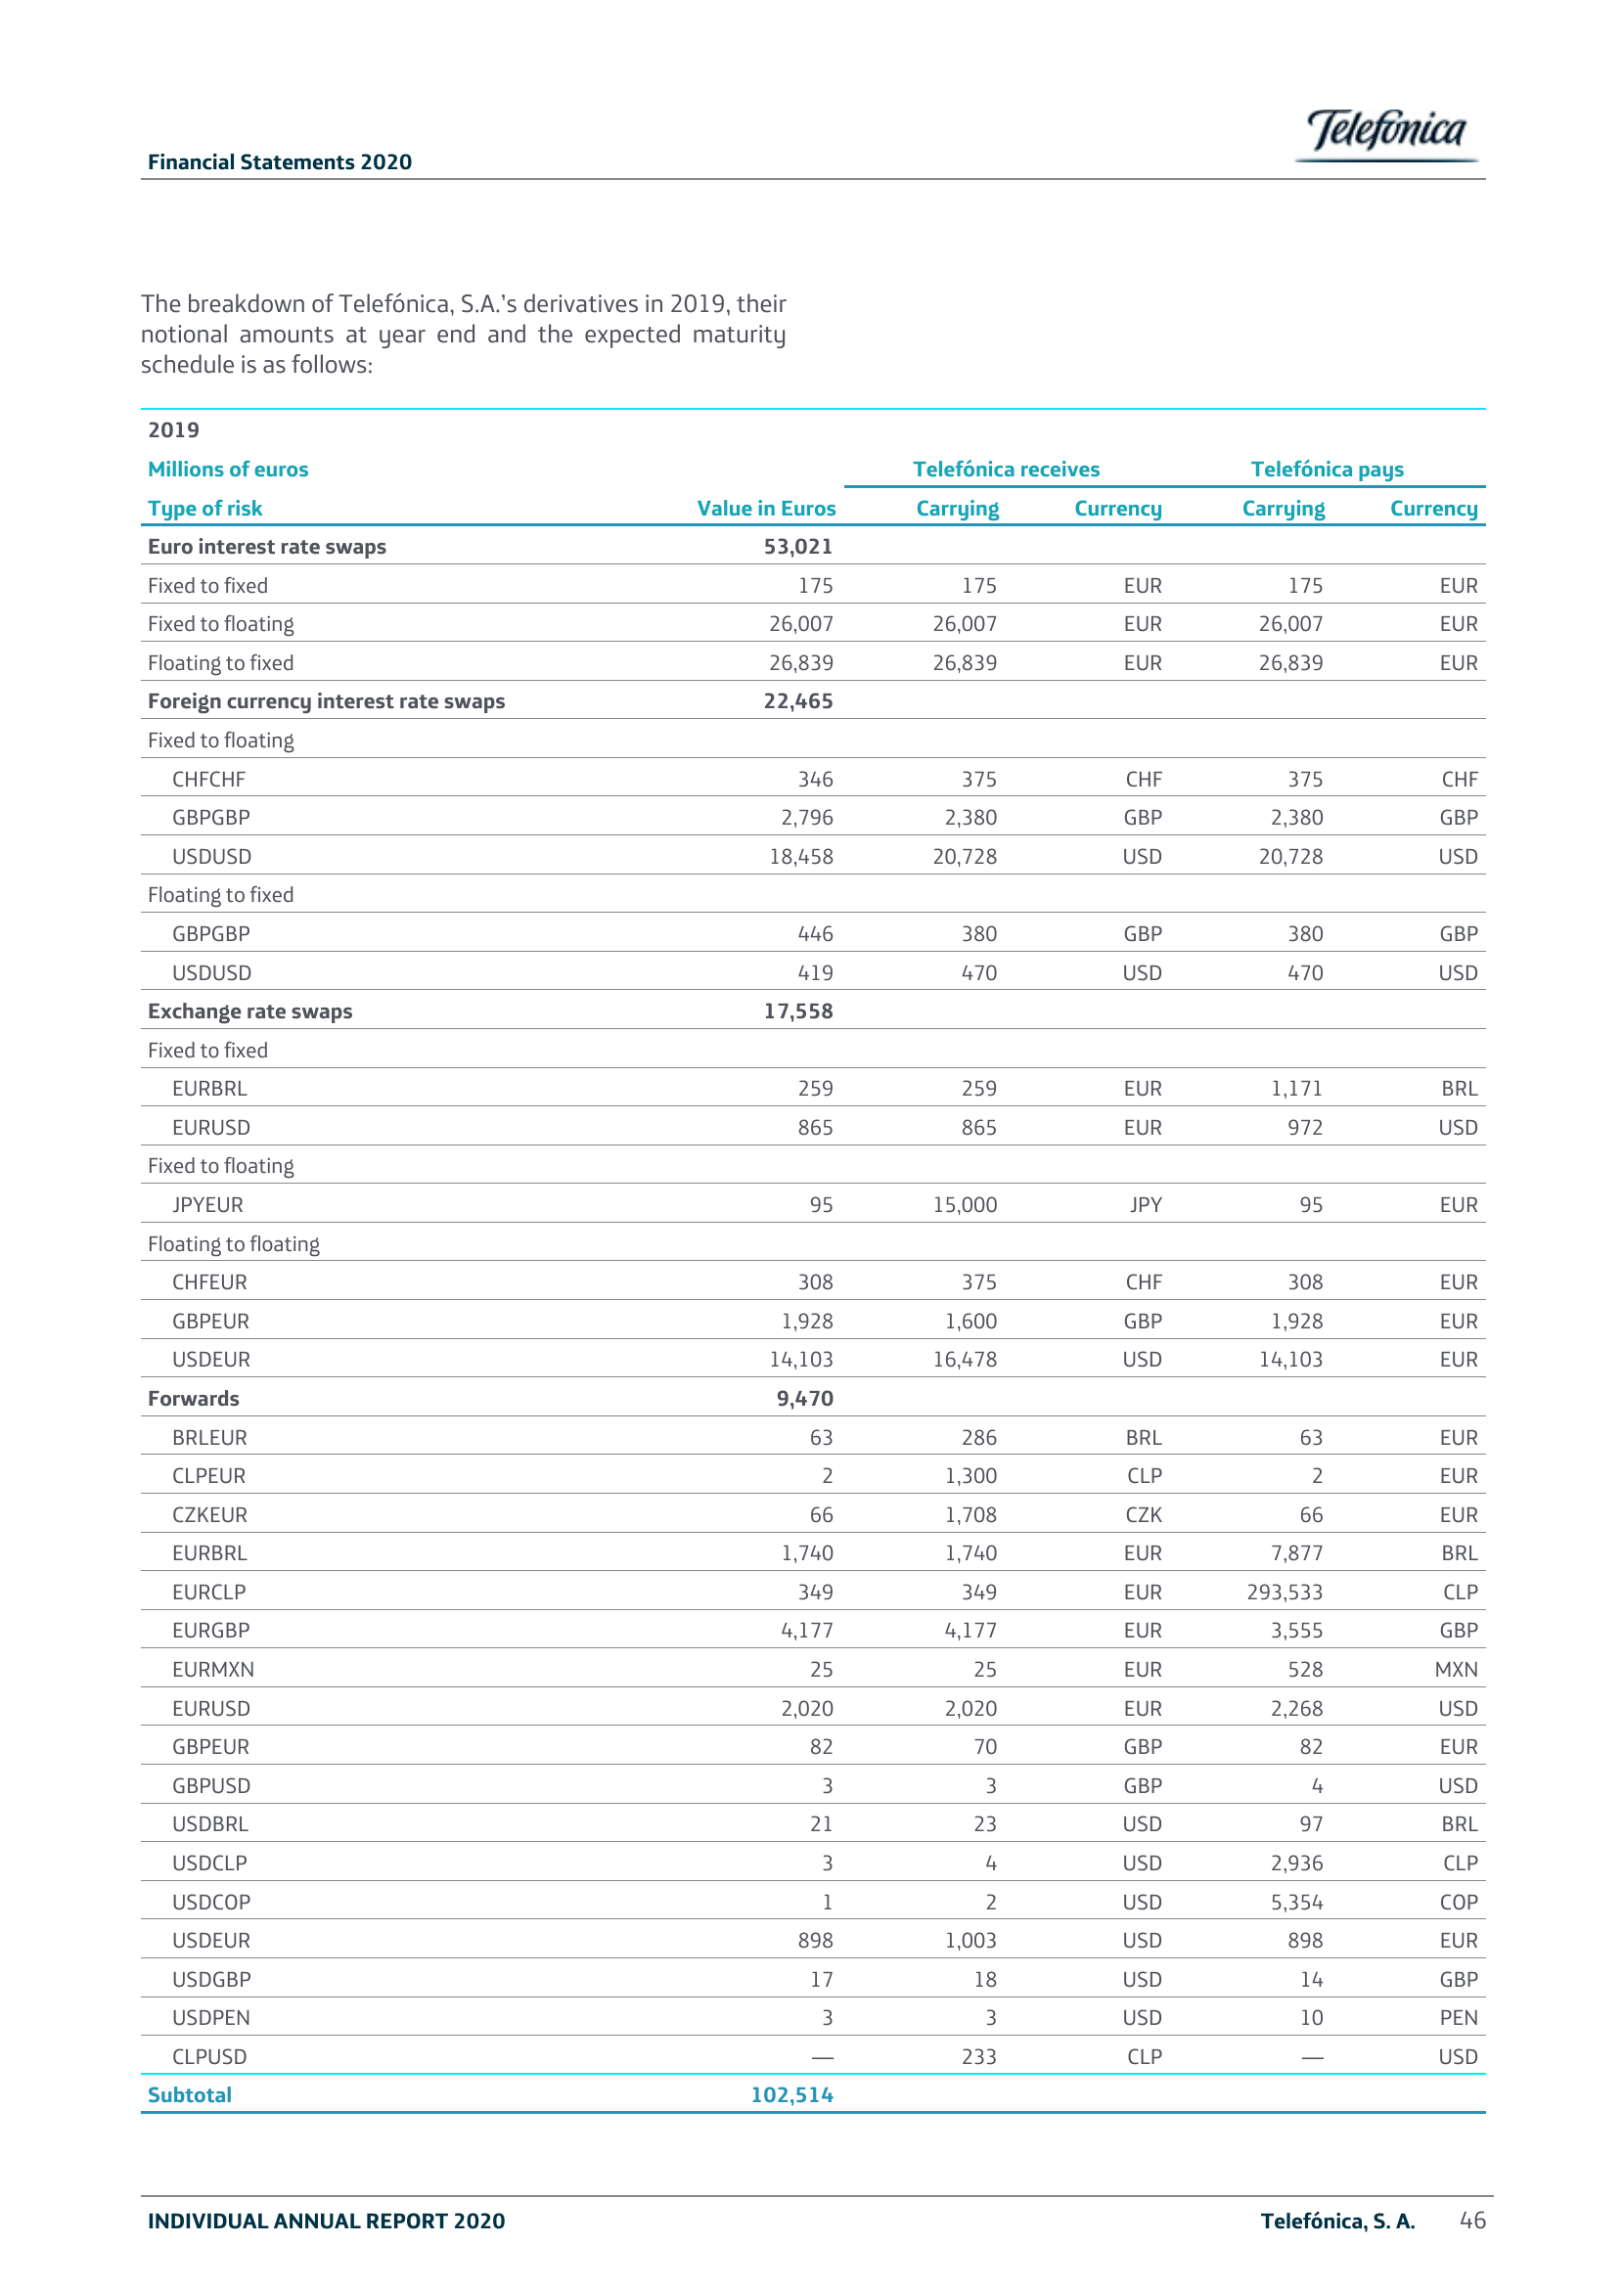 Telefónica
Financial Statements 2020
The breakdown of Telefónica, S.A.’s derivatives in 2019, their
notional amounts at year end and the expected maturity
schedule is as follows:
2019
Millions of euros Telefónica receives Telefónica pays
Type of risk Value in Euros Carrying Currency Carrying Currency
Euro interest rate swaps 53,021
Fixed to fixed 175 175 EUR 175 EUR
Fixed to floating 26,007 26,007 EUR 26,007 EUR
Floating to fixed 26,839 26,839 EUR 26,839 EUR
Foreign currency interest rate swaps 22,465
Fixed to floating
CHFCHF 346 375 CHF 375 CHF
GBPGBP 2,796 2,380 GBP 2,380 GBP
USDUSD 18,458 20,728 USD 20,728 USD
Floating to fixed
GBPGBP 446 380 GBP 380 GBP
USDUSD 419 470 USD 470 USD
Exchange rate swaps 17,558
Fixed to fixed
EURBRL 259 259 EUR 1,171 BRL
EURUSD 865 865 EUR 972 USD
Fixed to floating
JPYEUR 95 15,000 JPY 95 EUR
Floating to floating
CHFEUR 308 375 CHF 308 EUR
GBPEUR 1,928 1,600 GBP 1,928 EUR
USDEUR 14,103 16,478 USD 14,103 EUR
Forwards 9,470
BRLEUR 63 286 BRL 63 EUR
CLPEUR 2 1,300 CLP 2 EUR
CZKEUR 66 1,708 CZK 66 EUR
EURBRL 1,740 1,740 EUR 7,877 BRL
EURCLP 349 349 EUR 293,533 CLP
EURGBP 4,177 4,177 EUR 3,555 GBP
EURMXN 25 25 EUR 528 MXN
EURUSD 2,020 2,020 EUR 2,268 USD
GBPEUR 82 70 GBP 82 EUR
GBPUSD 3 3 GBP 4 USD
USDBRL 21 23 USD 97 BRL
USDCLP 3 4 USD 2,936 CLP
USDCOP 1 2 USD 5,354 COP
USDEUR 898 1,003 USD 898 EUR
USDGBP 17 18 USD 14 GBP
USDPEN 3 3 USD 10 PEN
CLPUSD — 233 CLP — USD
Subtotal 102,514
INDIVIDUAL ANNUAL REPORT 2020 Telefónica, S. A. 46